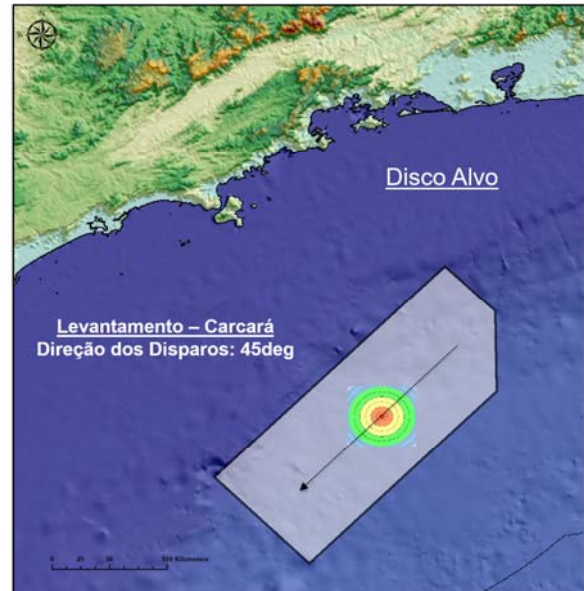 Disco Alvo
Levantamento – Carcará
Direção dos Disparos: 45deg